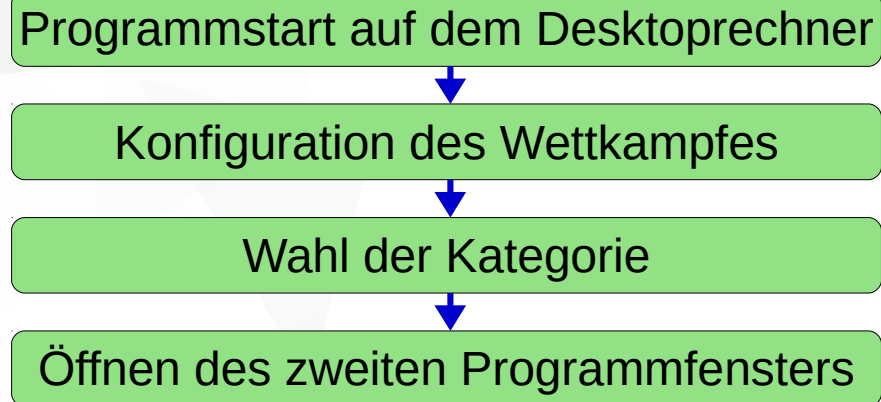 Programmstart auf dem Desktoprechner
Konfiguration des Wettkampfes
Wahl der Kategorie
Öffnen des zweiten Programmfensters